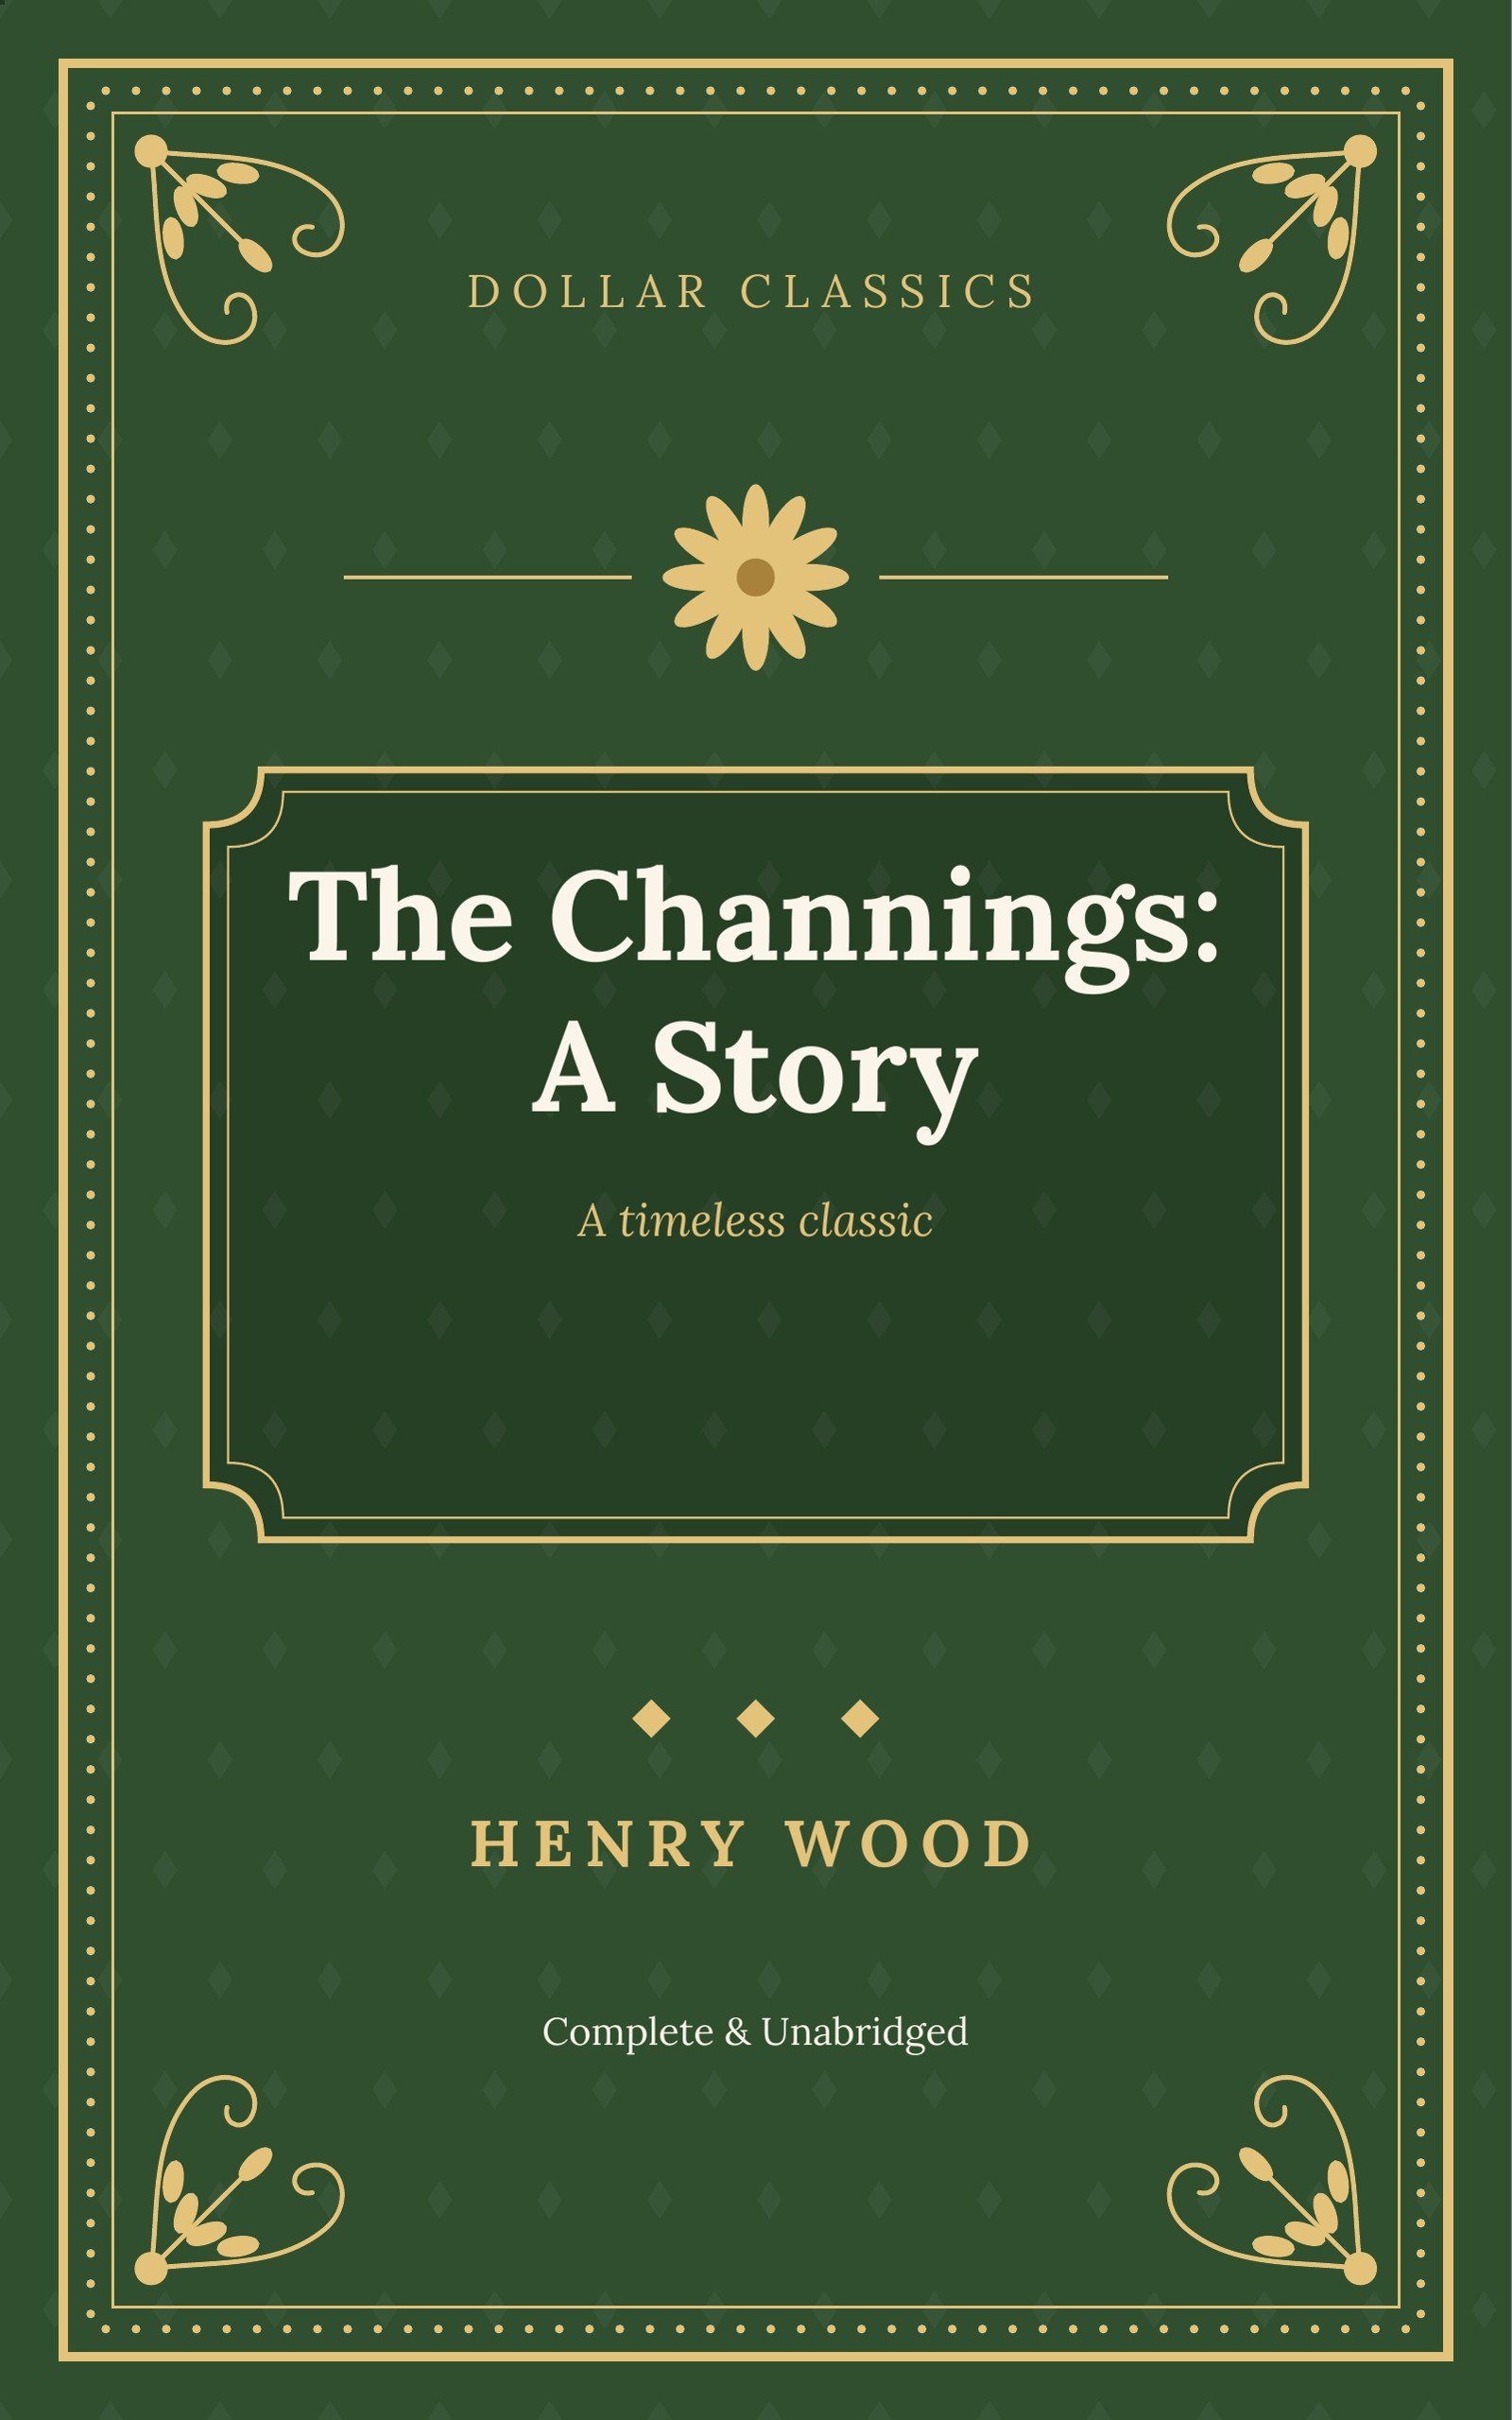 DOLLAR CLASSICS
The Channings:
A Story
A timeless classic
HENRY WOOD
Complete & Unabridged